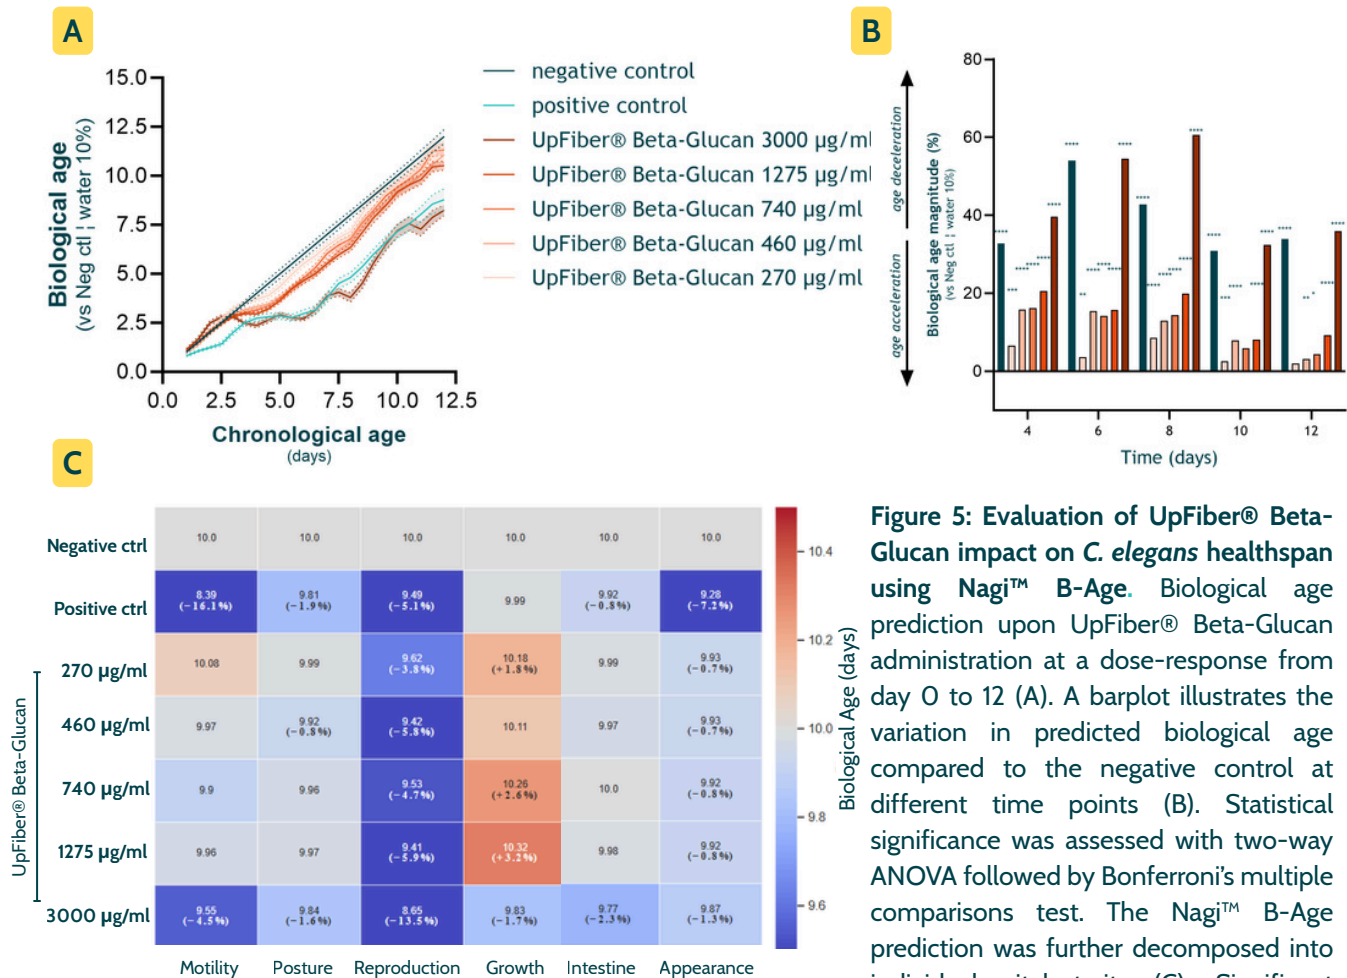 A
15.0
12.5
10.0
7.5
5.0
2.5
0.0
Biological age
(vs Neg ctl ¦ water 10%)
0.0 2.5 5.0 7.5 10.0 12.5
Chronological age
(days)
negative control
positive control
UpFiber® Beta-Glucan 3000 µg/ml
UpFiber® Beta-Glucan 1275 µg/ml
UpFiber® Beta-Glucan 740 µg/ml
UpFiber® Beta-Glucan 460 µg/ml
UpFiber® Beta-Glucan 270 µg/ml
B
age deceleration
age acceleration
Biological age magnitude (%)
(vs Neg ctl ¦ water 10%)
80
60
40
20
0
4 6 8 10 12
Time (days)
C
Negative ctrl 10.0 10.0 10.0 10.0 10.0 10.0
Positive ctrl 8.39 (−16.1%) 9.81 (−1.9%) 9.49 (−5.1%) 9.99 9.92 (−0.8%) 9.28 (−7.2%)
UpFiber® Beta-Glucan
270 µg/ml 10.08 9.99 9.62 (−3.8%) 10.18 (+1.8%) 9.99 9.93 (−0.7%)
460 µg/ml 9.97 9.92 (−0.8%) 9.42 (−5.8%) 10.11 9.97 9.93 (−0.7%)
740 µg/ml 9.9 9.96 9.53 (−4.7%) 10.26 (+2.6%) 10.0 9.92 (−0.8%)
1275 µg/ml 9.96 9.97 9.41 (−5.9%) 10.32 (+3.2%) 9.98 9.92 (−0.8%)
3000 µg/ml 9.55 (−4.5%) 9.84 (−1.6%) 8.65 (−13.5%) 9.83 (−1.7%) 9.77 (−2.3%) 9.87 (−1.3%)
Motility Posture Reproduction Growth Intestine Appearance
10.4
10.2
10.0
9.8
9.6
Biological Age (days)
Figure 5: Evaluation of UpFiber® Beta-
Glucan impact on C. elegans healthspan
using Nagi™ B-Age. Biological age
prediction upon UpFiber® Beta-Glucan
administration at a dose-response from
day 0 to 12 (A). A barplot illustrates the
variation in predicted biological age
compared to the negative control at
different time points (B). Statistical
significance was assessed with two-way
ANOVA followed by Bonferroni's multiple
comparisons test. The Nagi™ B-Age
prediction was further decomposed into